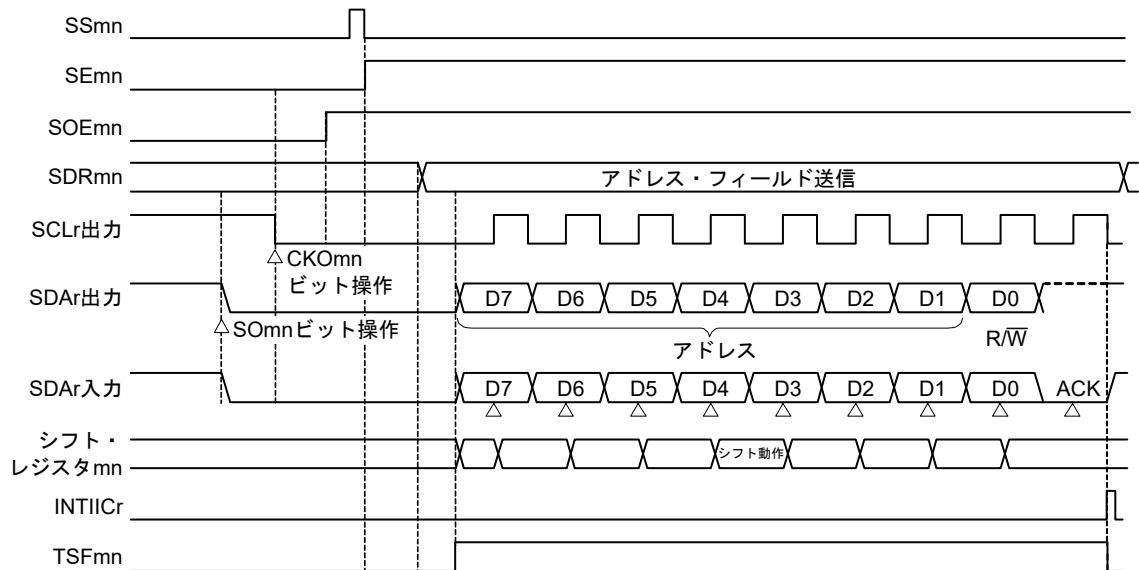 SSmn
SEmn
SOEmn
SDRmn
アドレス・フィールド送信
SCLr出力
CKOmn
ビット操作
SDAr出力
D7 D6 D5 D4 D3 D2 D1 D0
SOmnビット操作
アドレス
R/W̅
SDAr入力
D7 D6 D5 D4 D3 D2 D1 D0 ACK
シフト・
レジスタmn
シフト動作
INTIICr
TSFmn